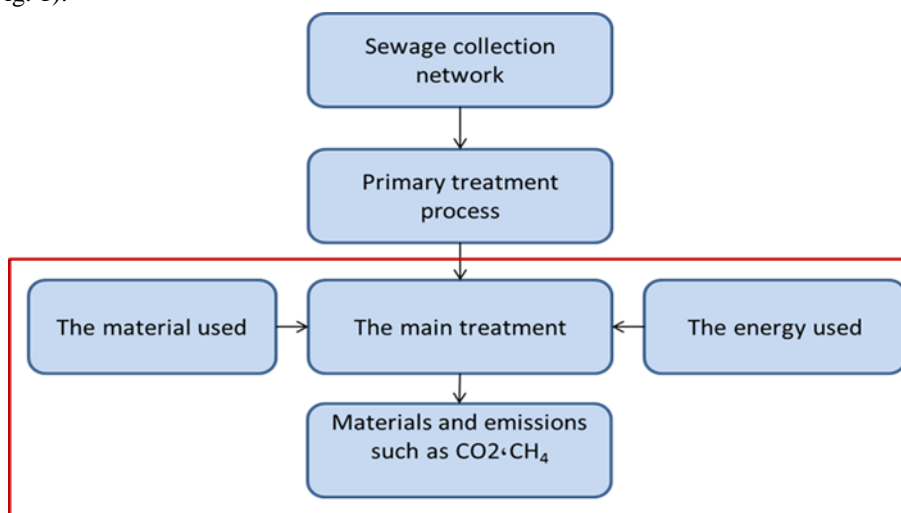 g. 1).
Sewage collection
network
Primary treatment
process
The material used
The main treatment
The energy used
Materials and emissions
such as CO2،CH₄